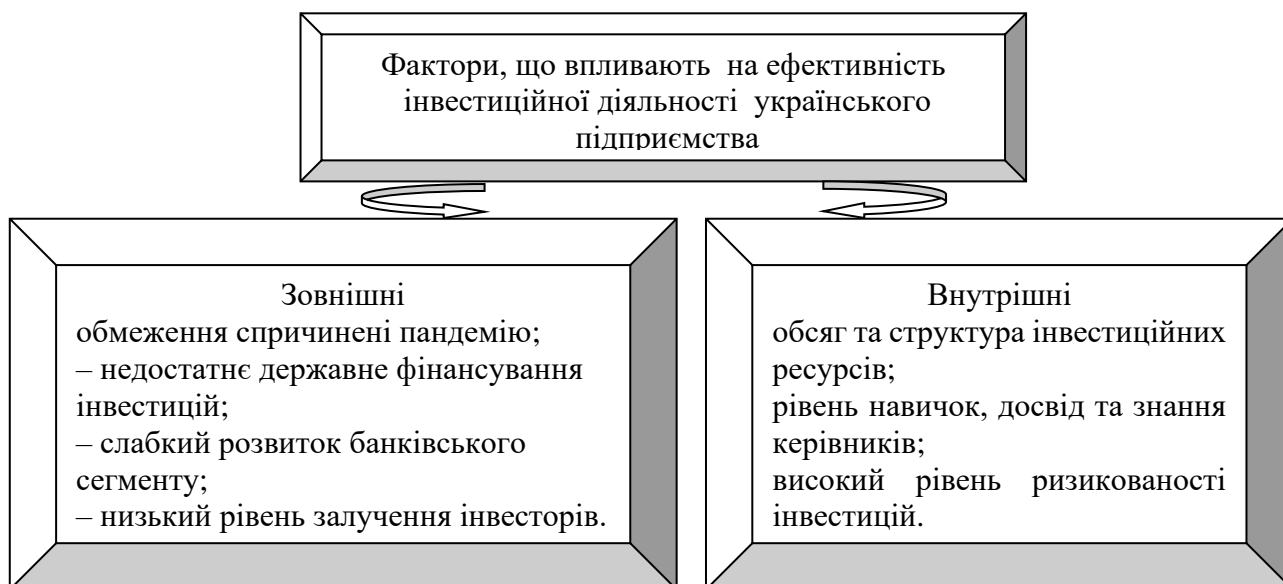 Фактори, що впливають на ефективність
інвестиційної діяльності українського
підприємства
Зовнішні
обмеження спричинені пандемію;
– недостатнє державне фінансування
інвестицій;
– слабкий розвиток банківського
сегменту;
– низький рівень залучення інвесторів.
Внутрішні
обсяг та структура інвестиційних
ресурсів;
рівень навичок, досвід та знання
керівників;
високий рівень ризикованості
інвестицій.